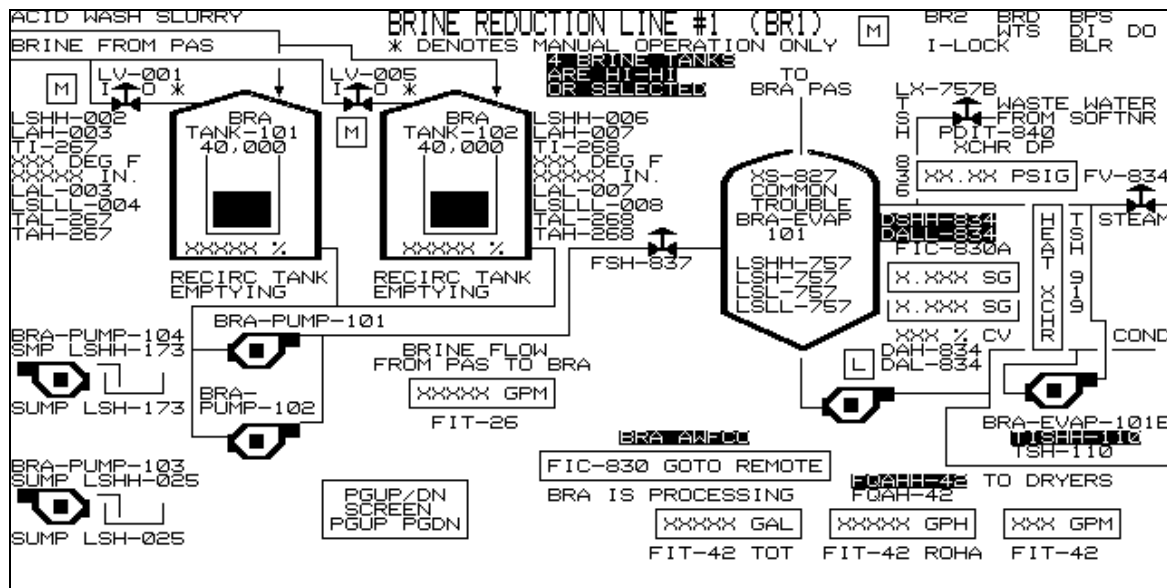 ACID WASH SLURRY
BRINE REDUCTION LINE #1 (BR1)
M
BR2 BRD BPS
WTS DI DO
I-LOCK BLR
BRINE FROM PAS
* DENOTES MANUAL OPERATION ONLY
4 BRINE TANKS
ARE HI-HI
OR SELECTED
TO
BRA PAS
M
LV-001
I O *
LV-005
I O *
M
LX-757B
WASTE WATER
FROM SOFTNR
PDIT-840
XCHR DP
TSH 836
XX.XX PSIG
FV-834
STEAM
LSHH-002
LAH-003
TI-267
XXX DEG F
XXXXX IN.
LAL-003
LSLLL-004
TAL-267
TAH-267
BRA
TANK-101
40,000
XXXXX %
RECIRC TANK
EMPTYING
BRA
TANK-102
40,000
XXXXX %
RECIRC TANK
EMPTYING
LSHH-006
LAH-007
TI-268
XXX DEG F
XXXXX IN.
LAL-007
LSLLL-008
TAL-268
TAH-268
FSH-837
XS-827
COMMON
TROUBLE
BRA-EVAP
101
LSHH-757
LSH-757
LSL-757
LSLL-757
DSHH-834
DALL-834
FIC-830A
X.XXX SG
X.XXX SG
XXX % CV
DAH-834
DAL-834
L
HEAT XCHR
TSH 919
COND
BRA-PUMP-101
BRA-PUMP-104
SMP LSHH-173
SUMP LSH-173
BRA-
PUMP-102
BRINE FLOW
FROM PAS TO BRA
XXXXX GPM
FIT-26
BRA-EVAP-101B
TISHH-110
TSH-110
BRA AWFCO
FIC-830 GOTO REMOTE
BRA IS PROCESSING
FQAHH-42
FQAH-42
TO DRYERS
BRA-PUMP-103
SUMP LSHH-025
SUMP LSH-025
PGUP/DN
SCREEN
PGUP PGDN
XXXXX GAL
FIT-42 TOT
XXXXX GPH
FIT-42 ROHA
XXX GPM
FIT-42